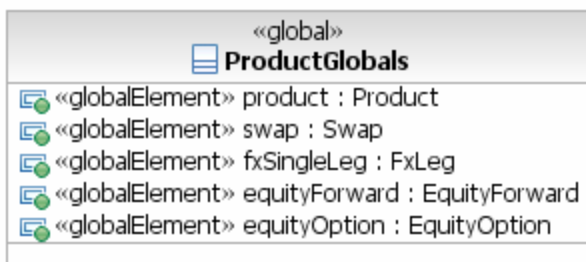 «global»
ProductGlobals
«globalElement» product : Product
«globalElement» swap : Swap
«globalElement» fxSingleLeg : FxLeg
«globalElement» equityForward : EquityForward
«globalElement» equityOption : EquityOption